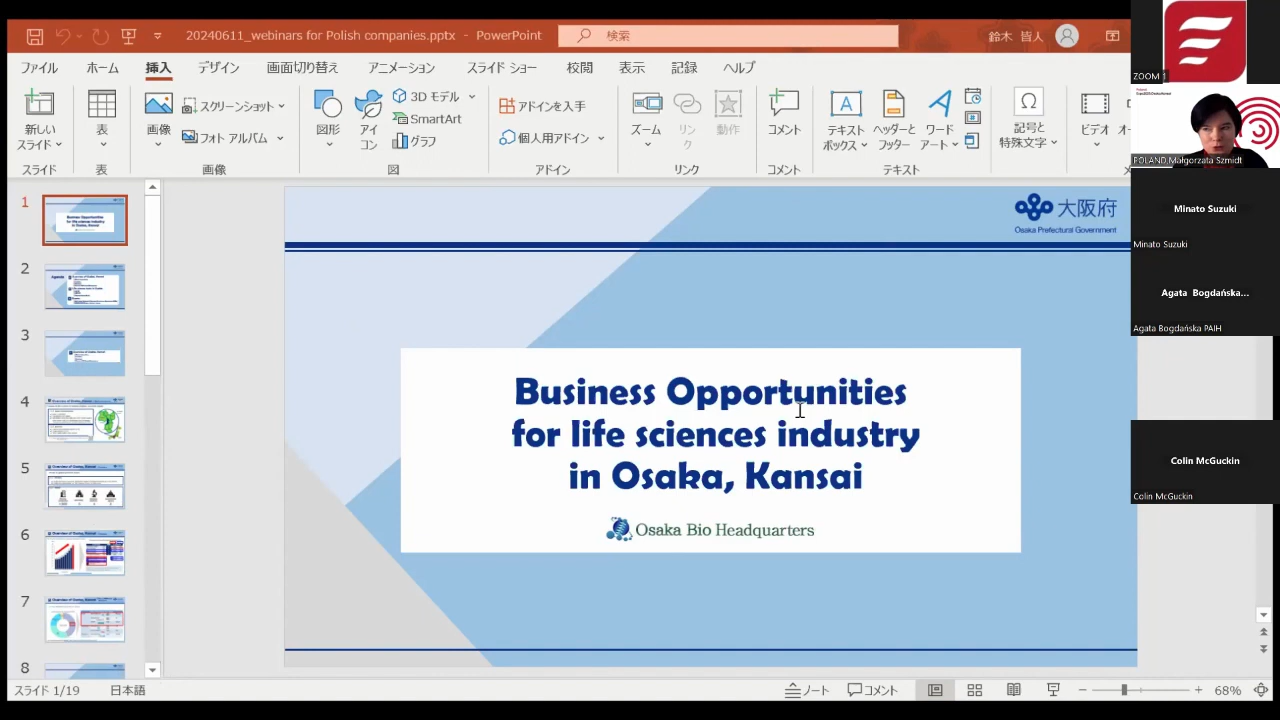 20240611_webinars for Polish companies.pptx - PowerPoint
検索
鈴木 皆人
ファイル ホーム 挿入 デザイン 画面切り替え アニメーション スライド ショー 校閲 表示 記録 ヘルプ
新しい
スライド
スライド
表
表
画像
スクリーンショット
フォト アルバム
画像
図形
アイ
コン
3D モデル
SmartArt
グラフ
図
アドインを入手
個人用アドイン
アドイン
ズーム
リン
ク
動作
リンク
コメント
コメント
テキスト
ボックス
ヘッダーと
フッター
ワード
アート
テキスト
記号と
特殊文字
ビデオ
1
2
3
4
5
6
7
8
大阪府
Osaka Prefectural Government
Business Opportunities
for life sciences industry
in Osaka, Kansai
Osaka Bio Headquarters
ZOOM 1
POLAND Małgorzata Szmidt
Minato Suzuki
Minato Suzuki
Agata Bogdańska...
Agata Bogdańska PAIH
Colin McGuckin
Colin McGuckin
スライド 1/19 日本語
ノート コメント 68%